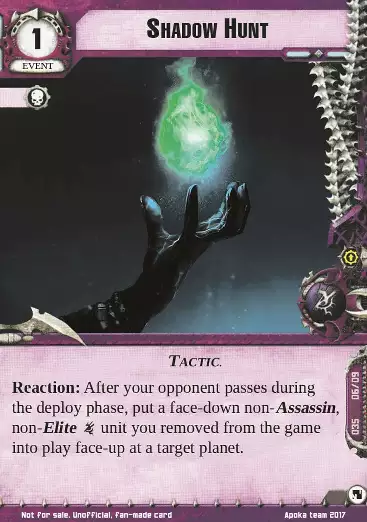 1
EVENT
SHADOW HUNT
TACTIC.
Reaction: After your opponent passes during
the deploy phase, put a face-down non-Assassin,
non-Elite unit you removed from the game
into play face-up at a target planet.
035 06/09
Not for sale. Unofficial, fan-made card
Apoka team 2017